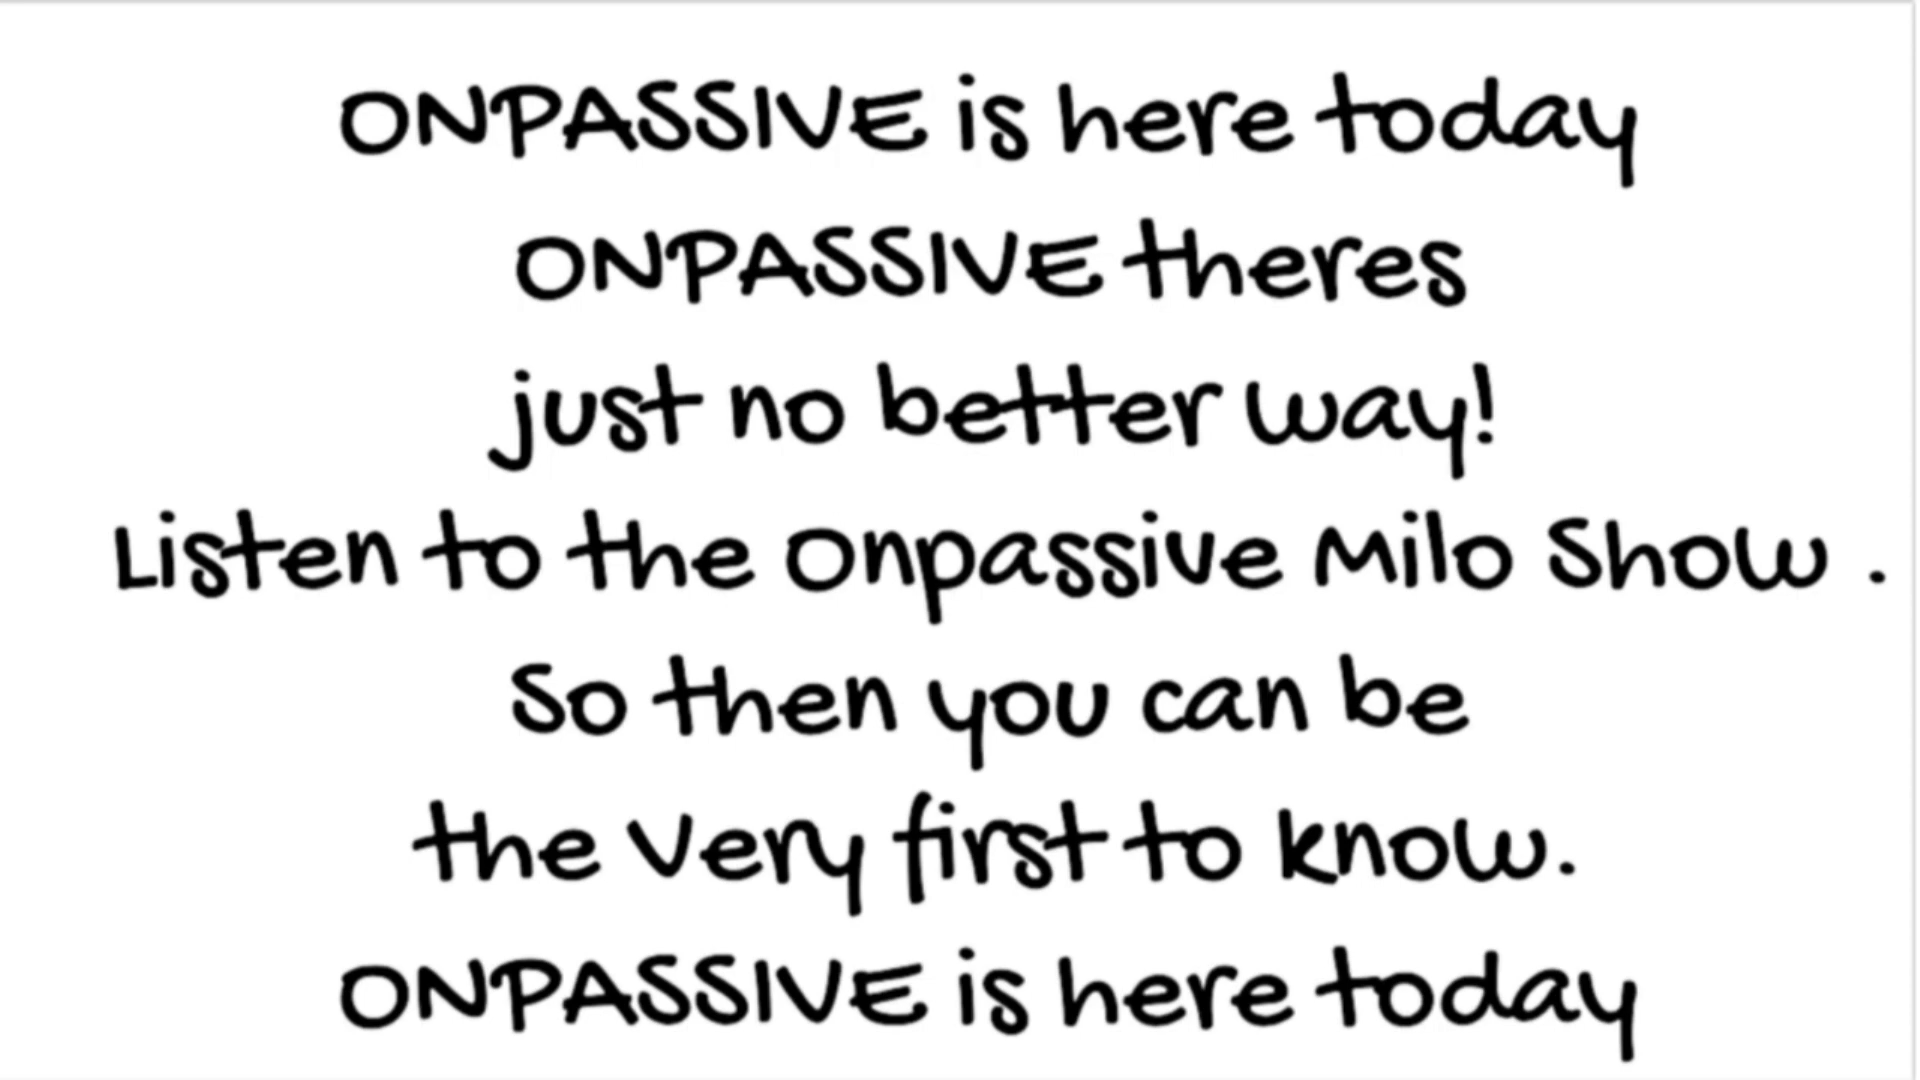 ONPASSIVE is here today
ONPASSIVE theres
just no better way!
Listen to the Onpassive Milo Show .
So then you can be
the very first to know.
ONPASSIVE is here today